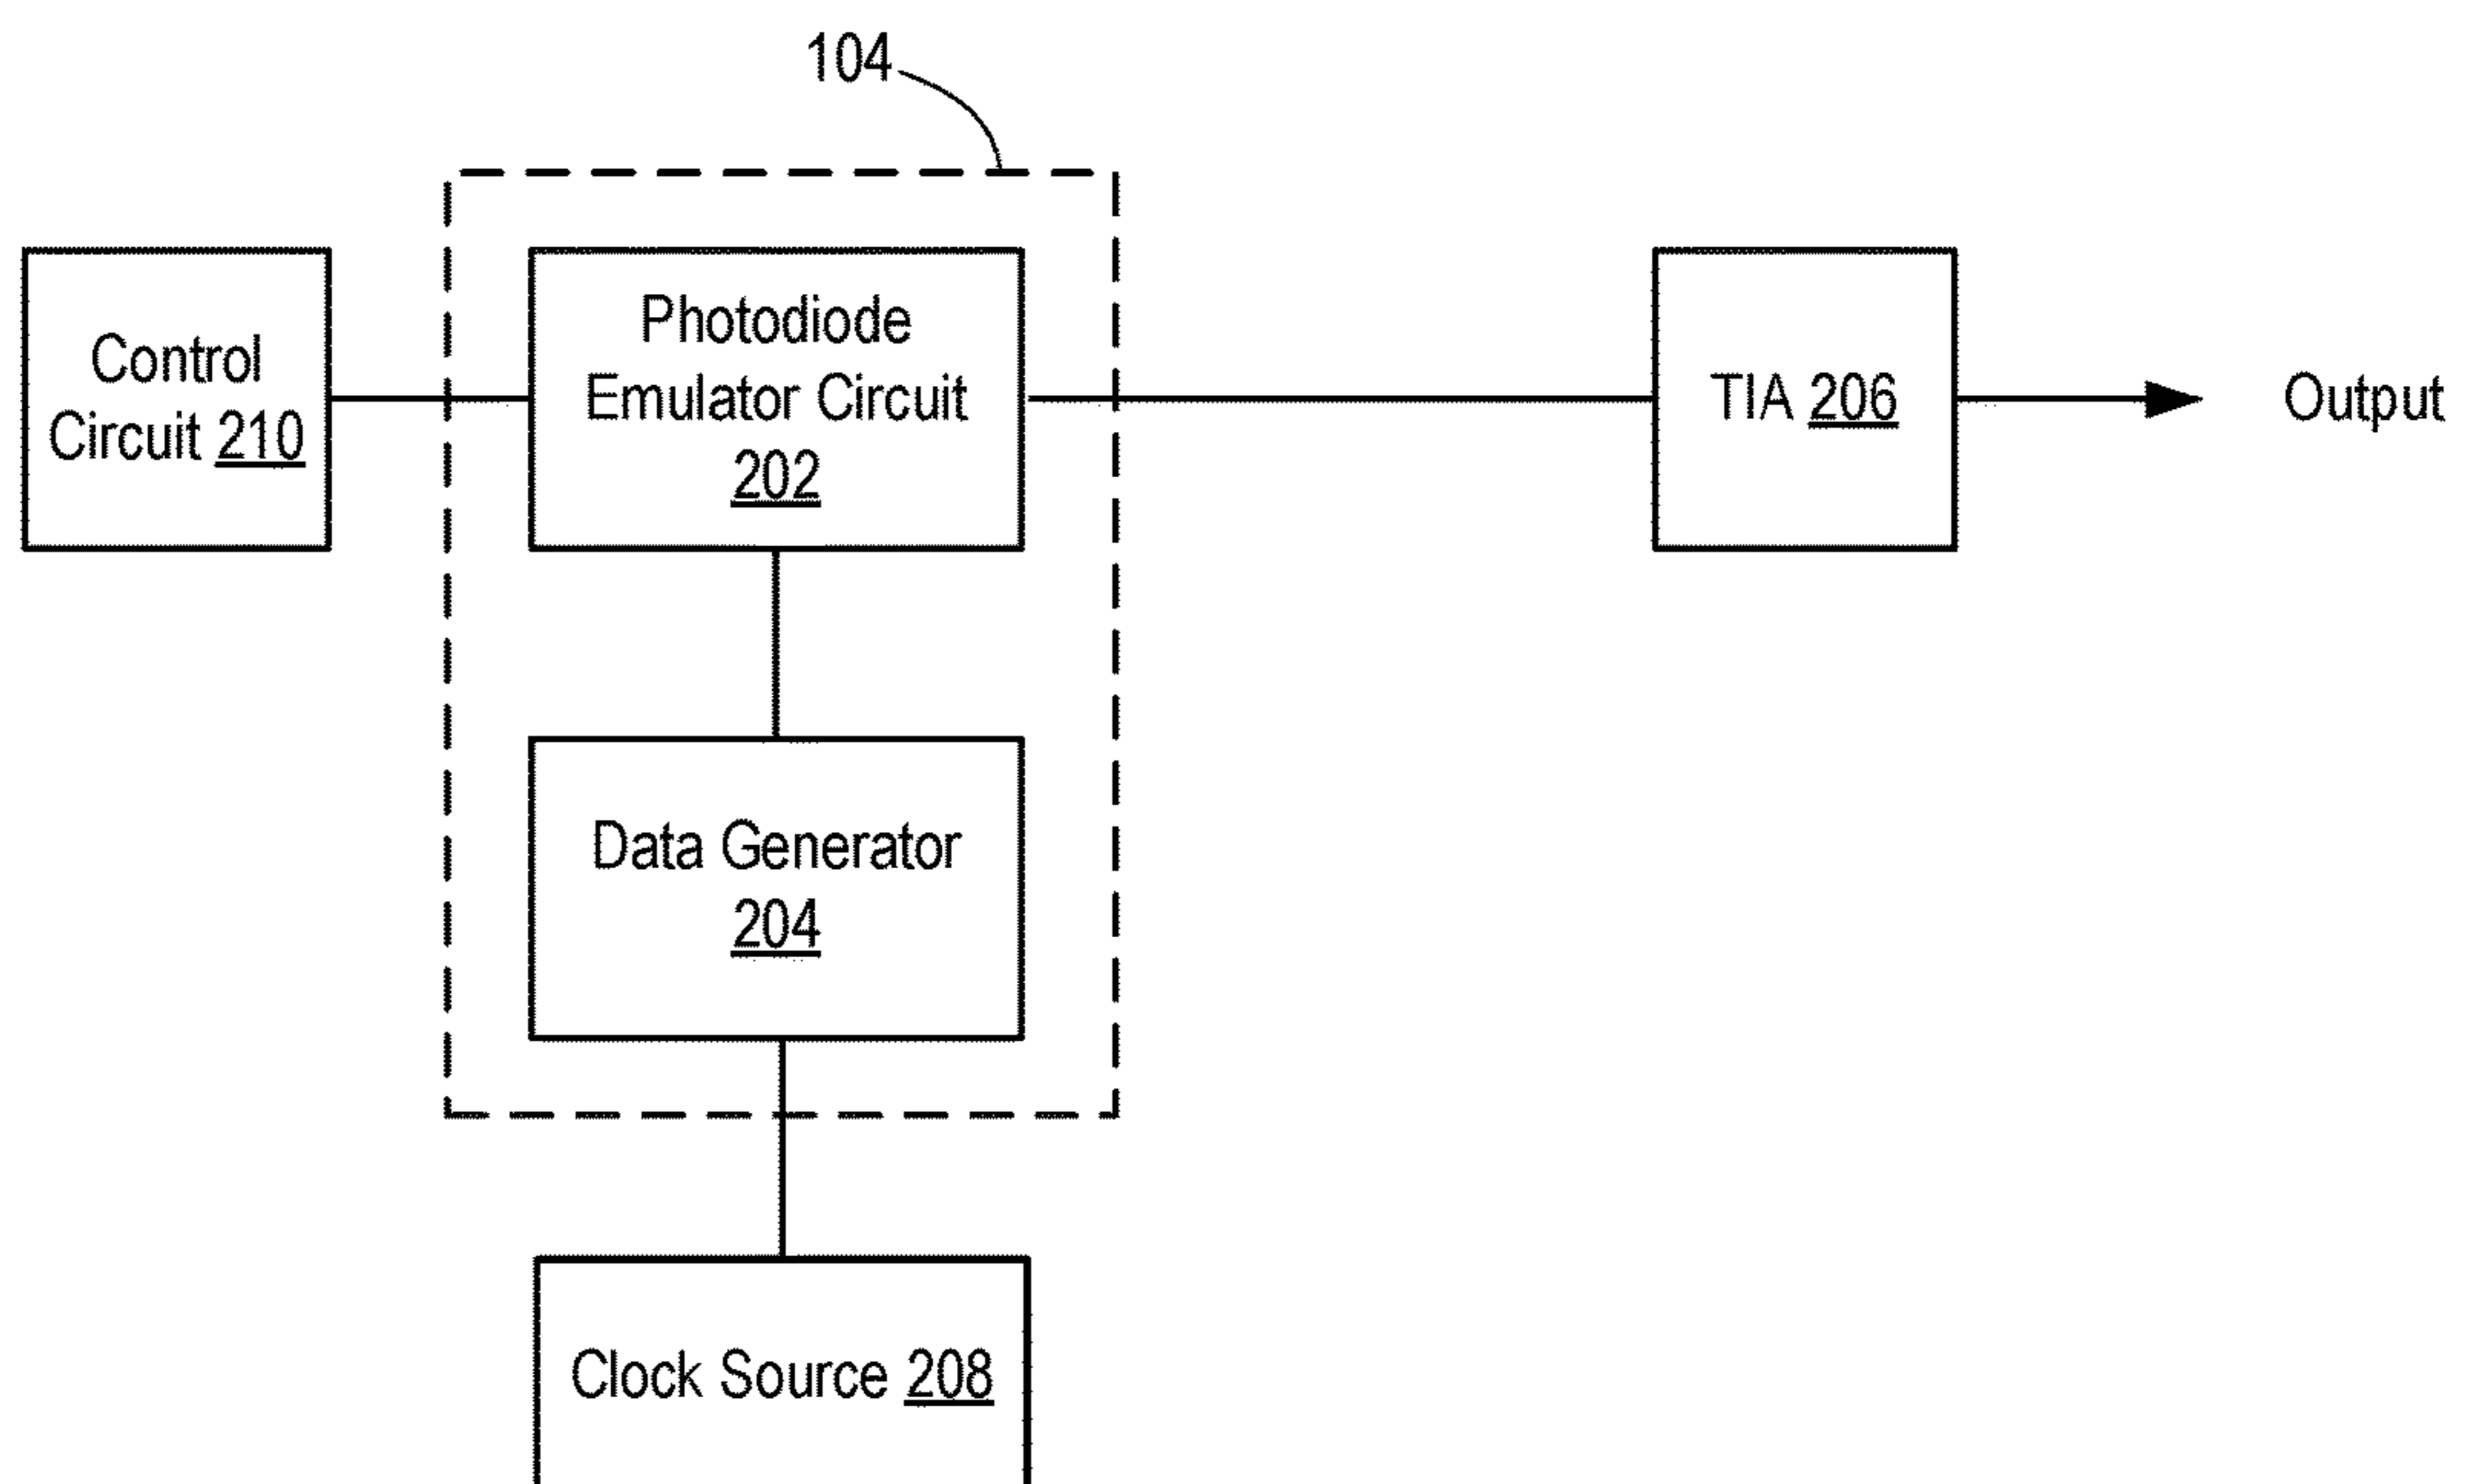 104
Control
Circuit 210
Photodiode
Emulator Circuit
202
TIA 206
Output
Data Generator
204
Clock Source 208